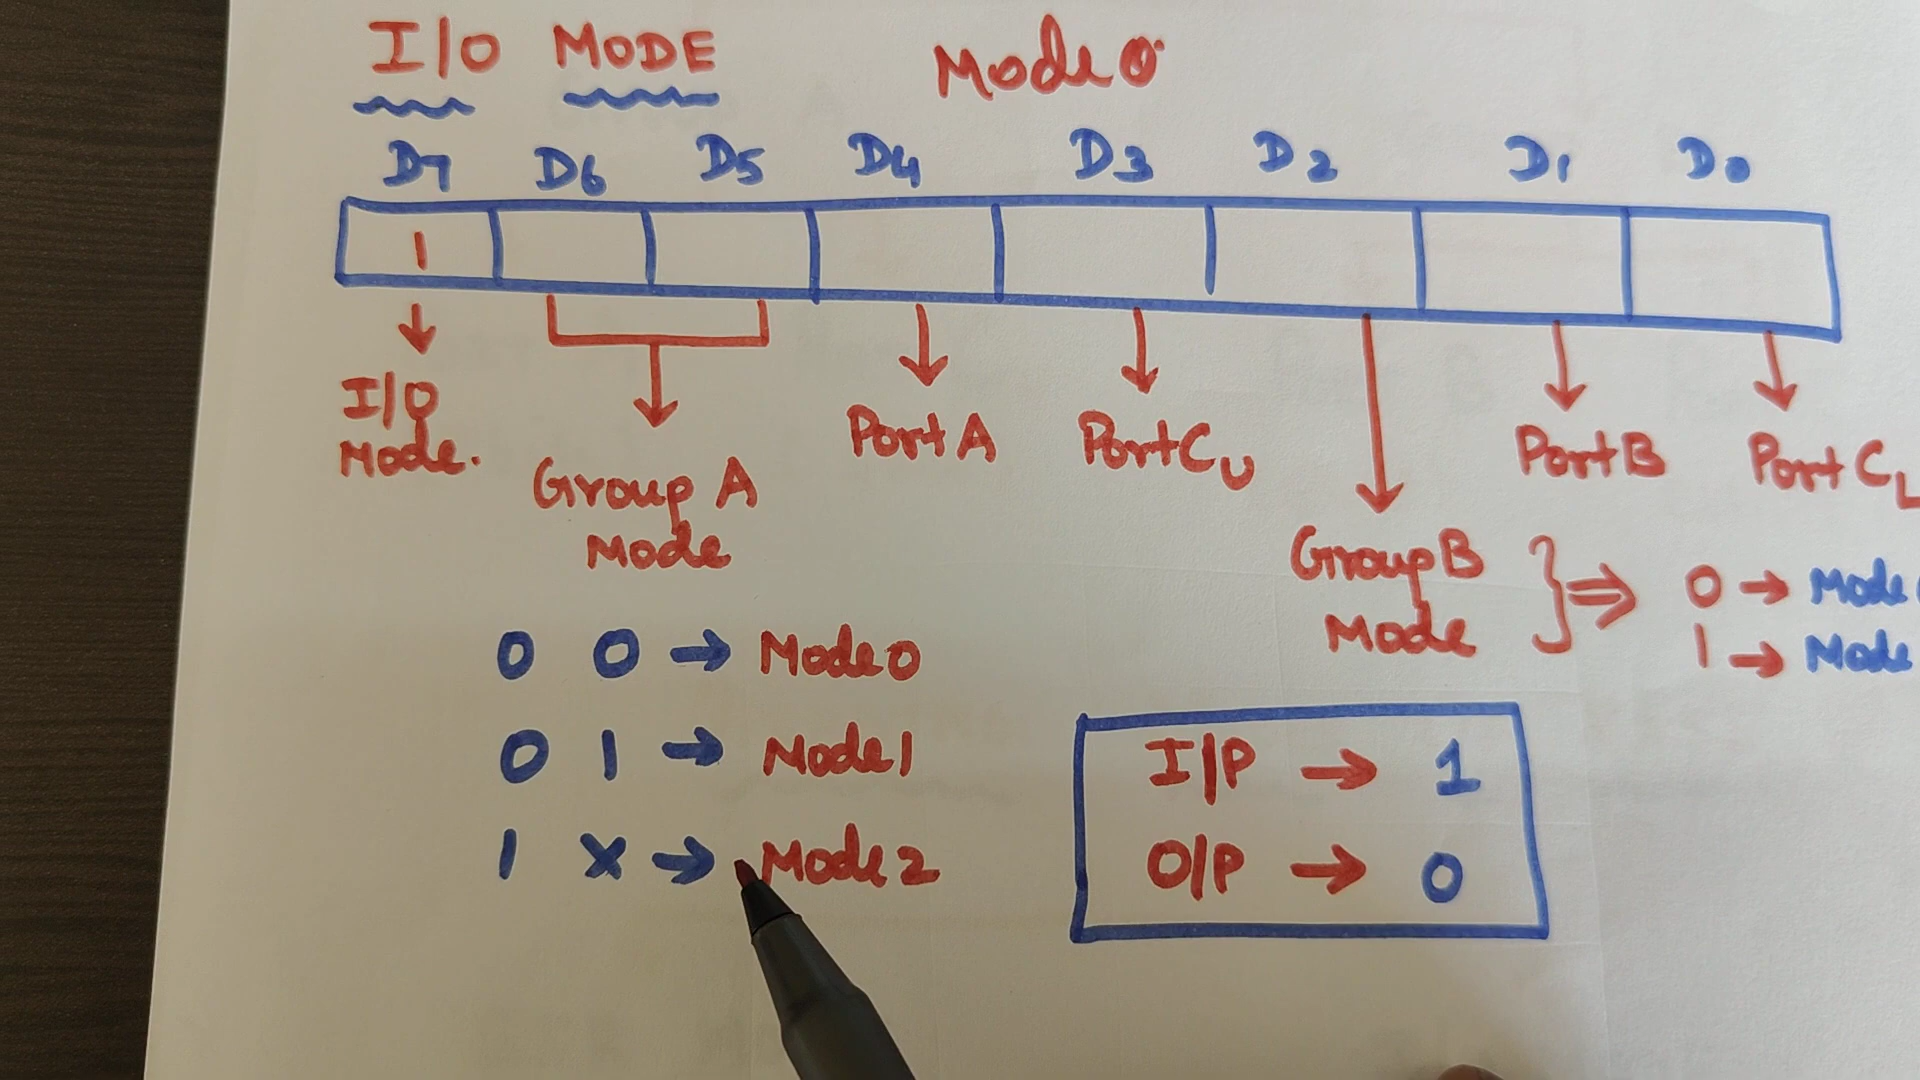 I/O MODE Mode 0
D7 D6 D5 D4 D3 D2 D1 D0
1
I/O Mode.
Group A Mode
Port A
Port CU
Group B Mode
Port B
Port CL
0 → Mode
1 → Mode
0 0 → Mode 0
0 1 → Mode 1
1 X → Mode 2
I/P → 1
O/P → 0